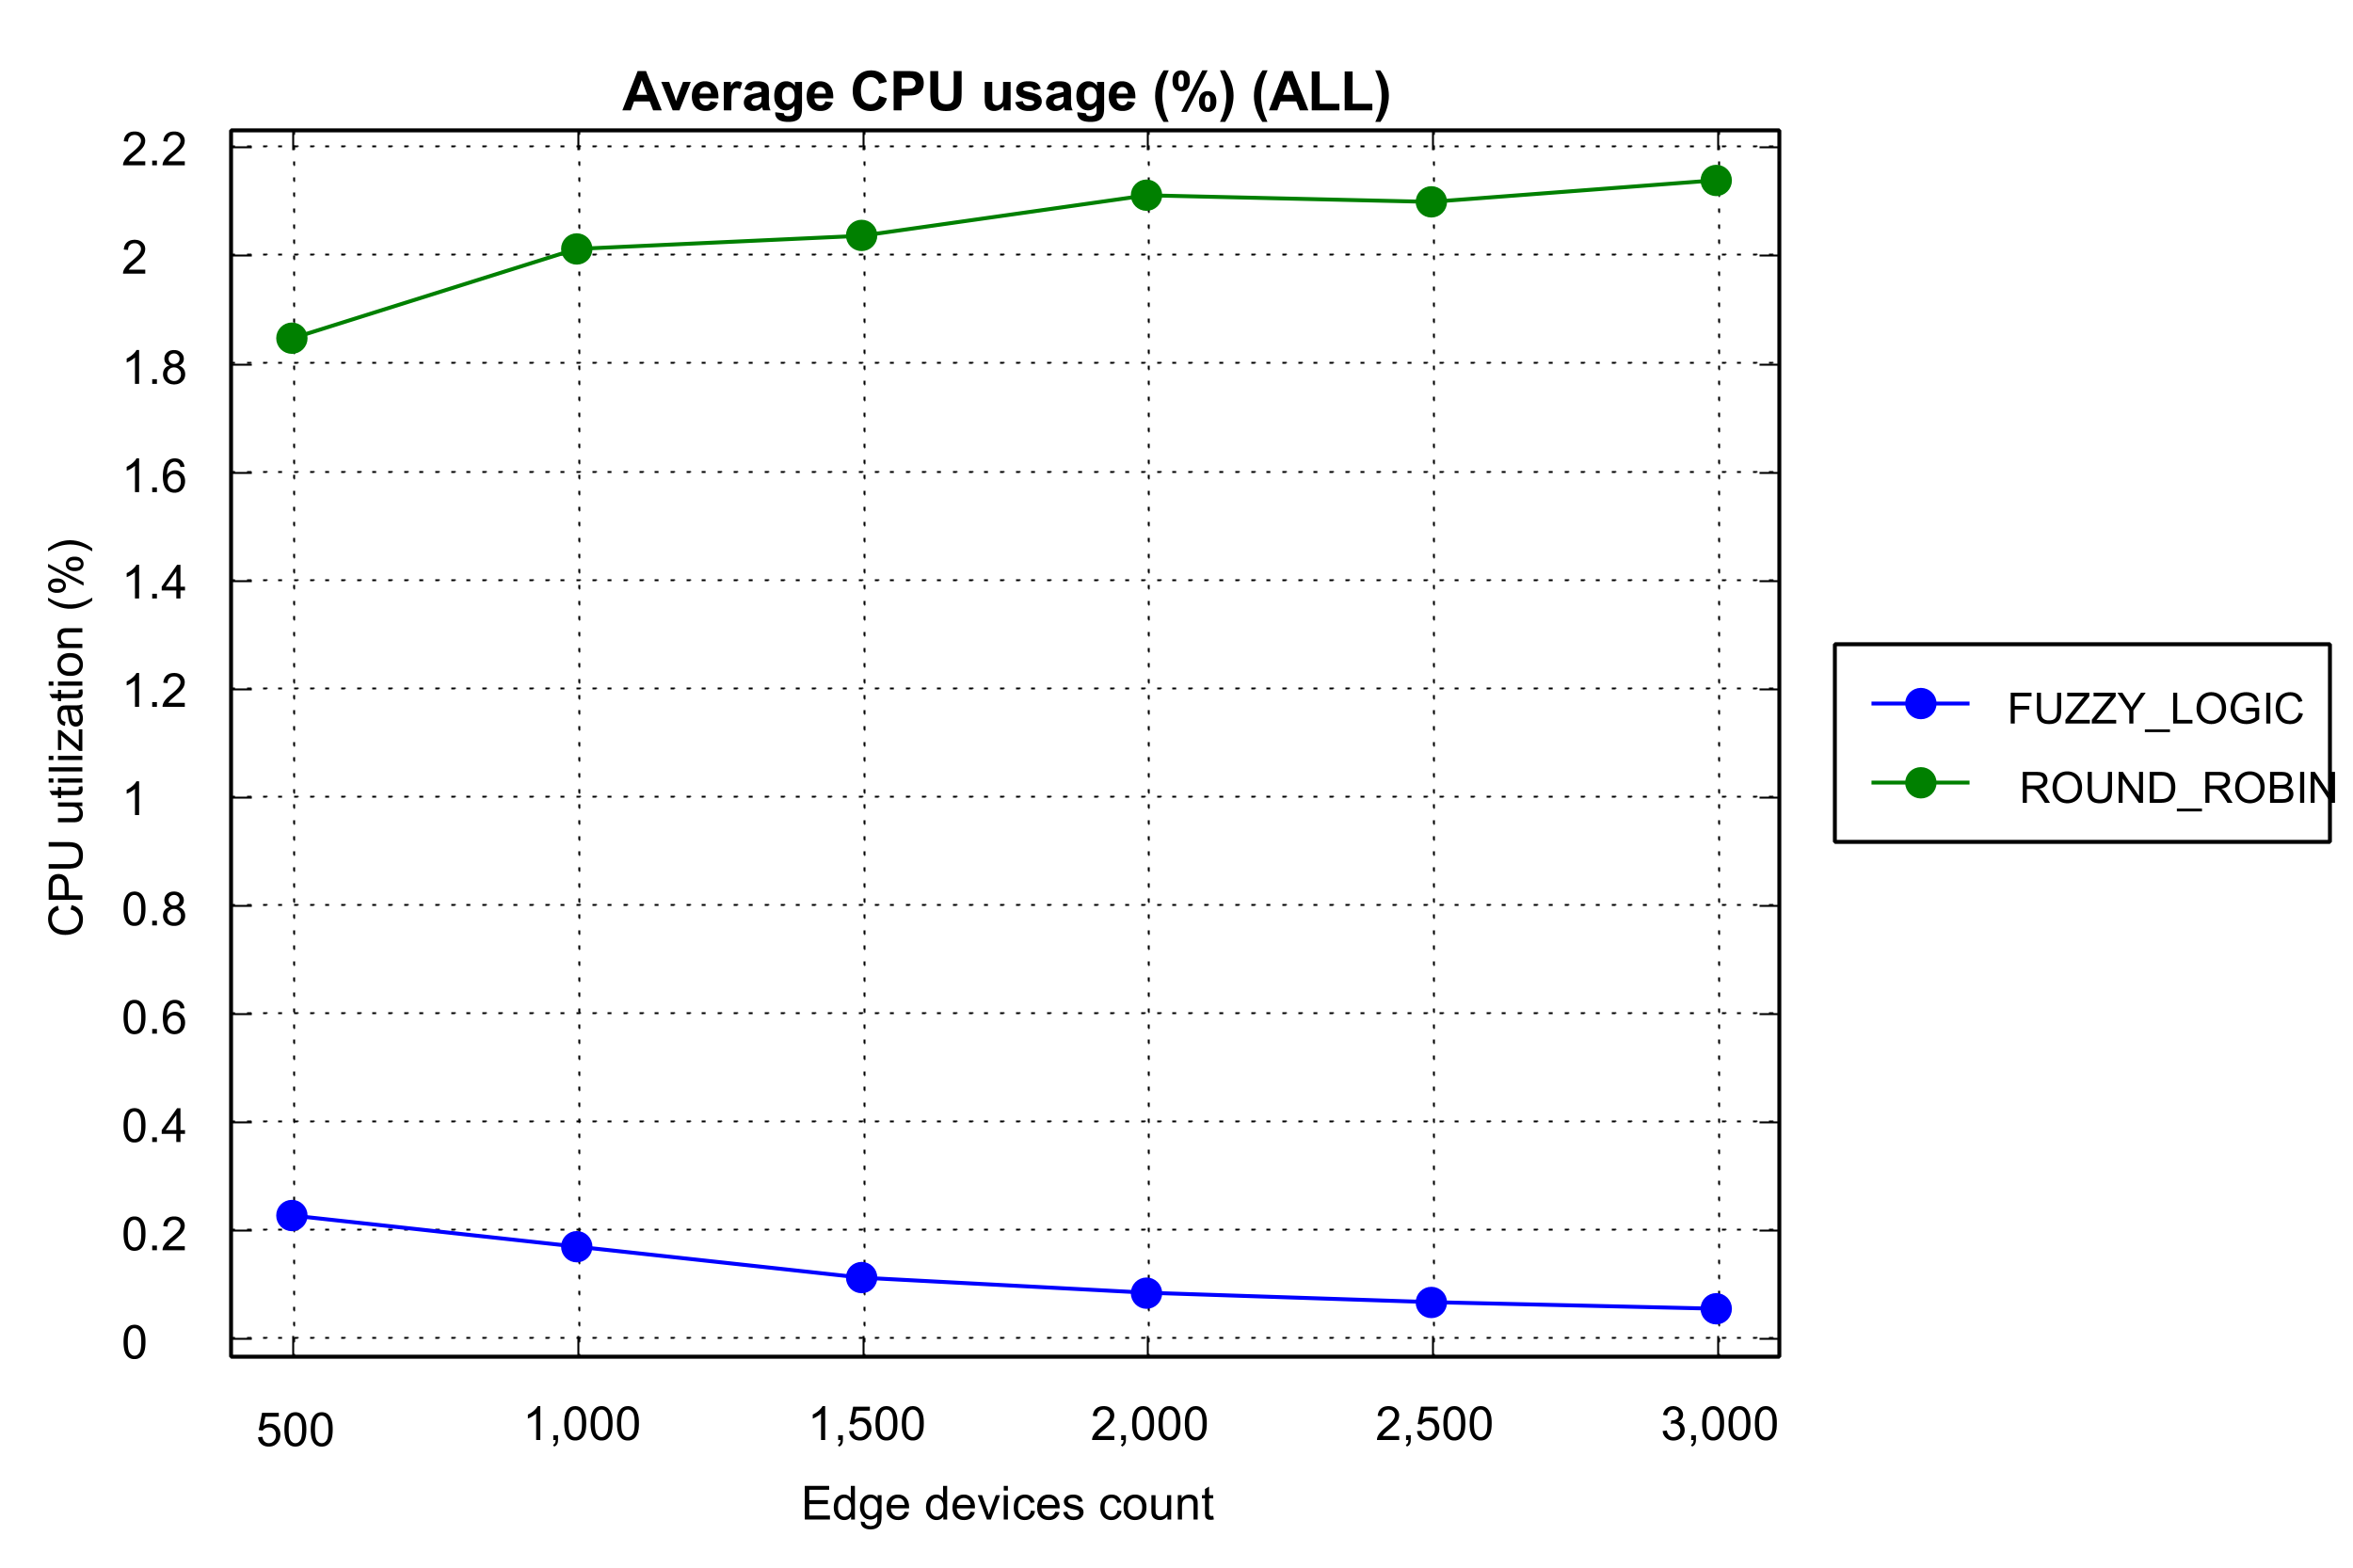 Average CPU usage (%) (ALL)
2.2
2
1.8
1.6
1.4
1.2
1
0.8
0.6
0.4
0.2
0
CPU utilization (%)
500 1,000 1,500 2,000 2,500 3,000
Edge devices count
FUZZY_LOGIC
ROUND_ROBIN